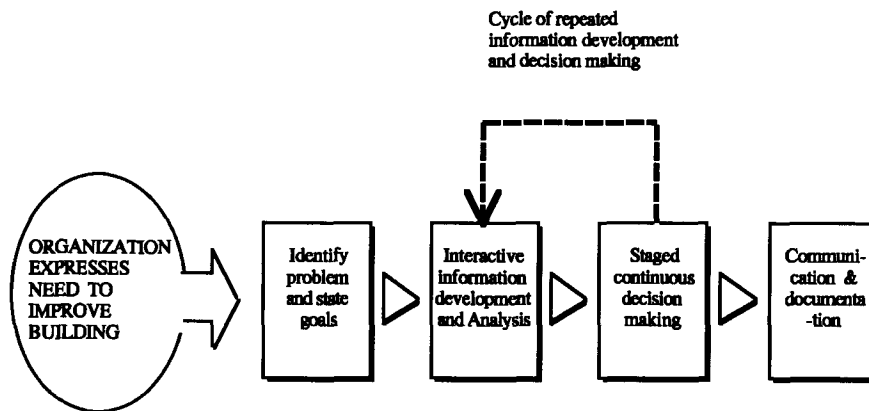 Cycle of repeated
information development
and decision making
ORGANIZATION
EXPRESSES
NEED TO
IMPROVE
BUILDING
Identify
problem
and state
goals
Interactive
information
development
and Analysis
Staged
continuous
decision
making
Communi-
cation &
documenta
-tion